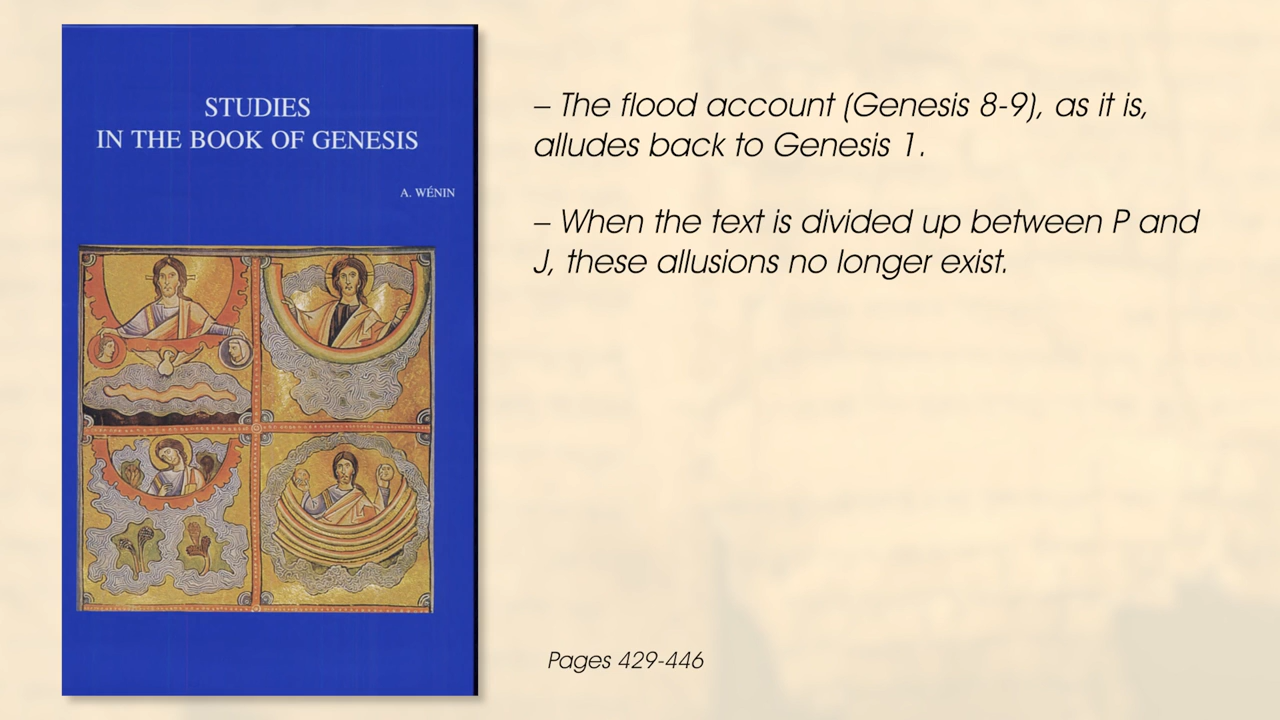 STUDIES
IN THE BOOK OF GENESIS
A. WÉNIN
– The flood account (Genesis 8-9), as it is,
alludes back to Genesis 1.
– When the text is divided up between P and
J, these allusions no longer exist.
Pages 429-446